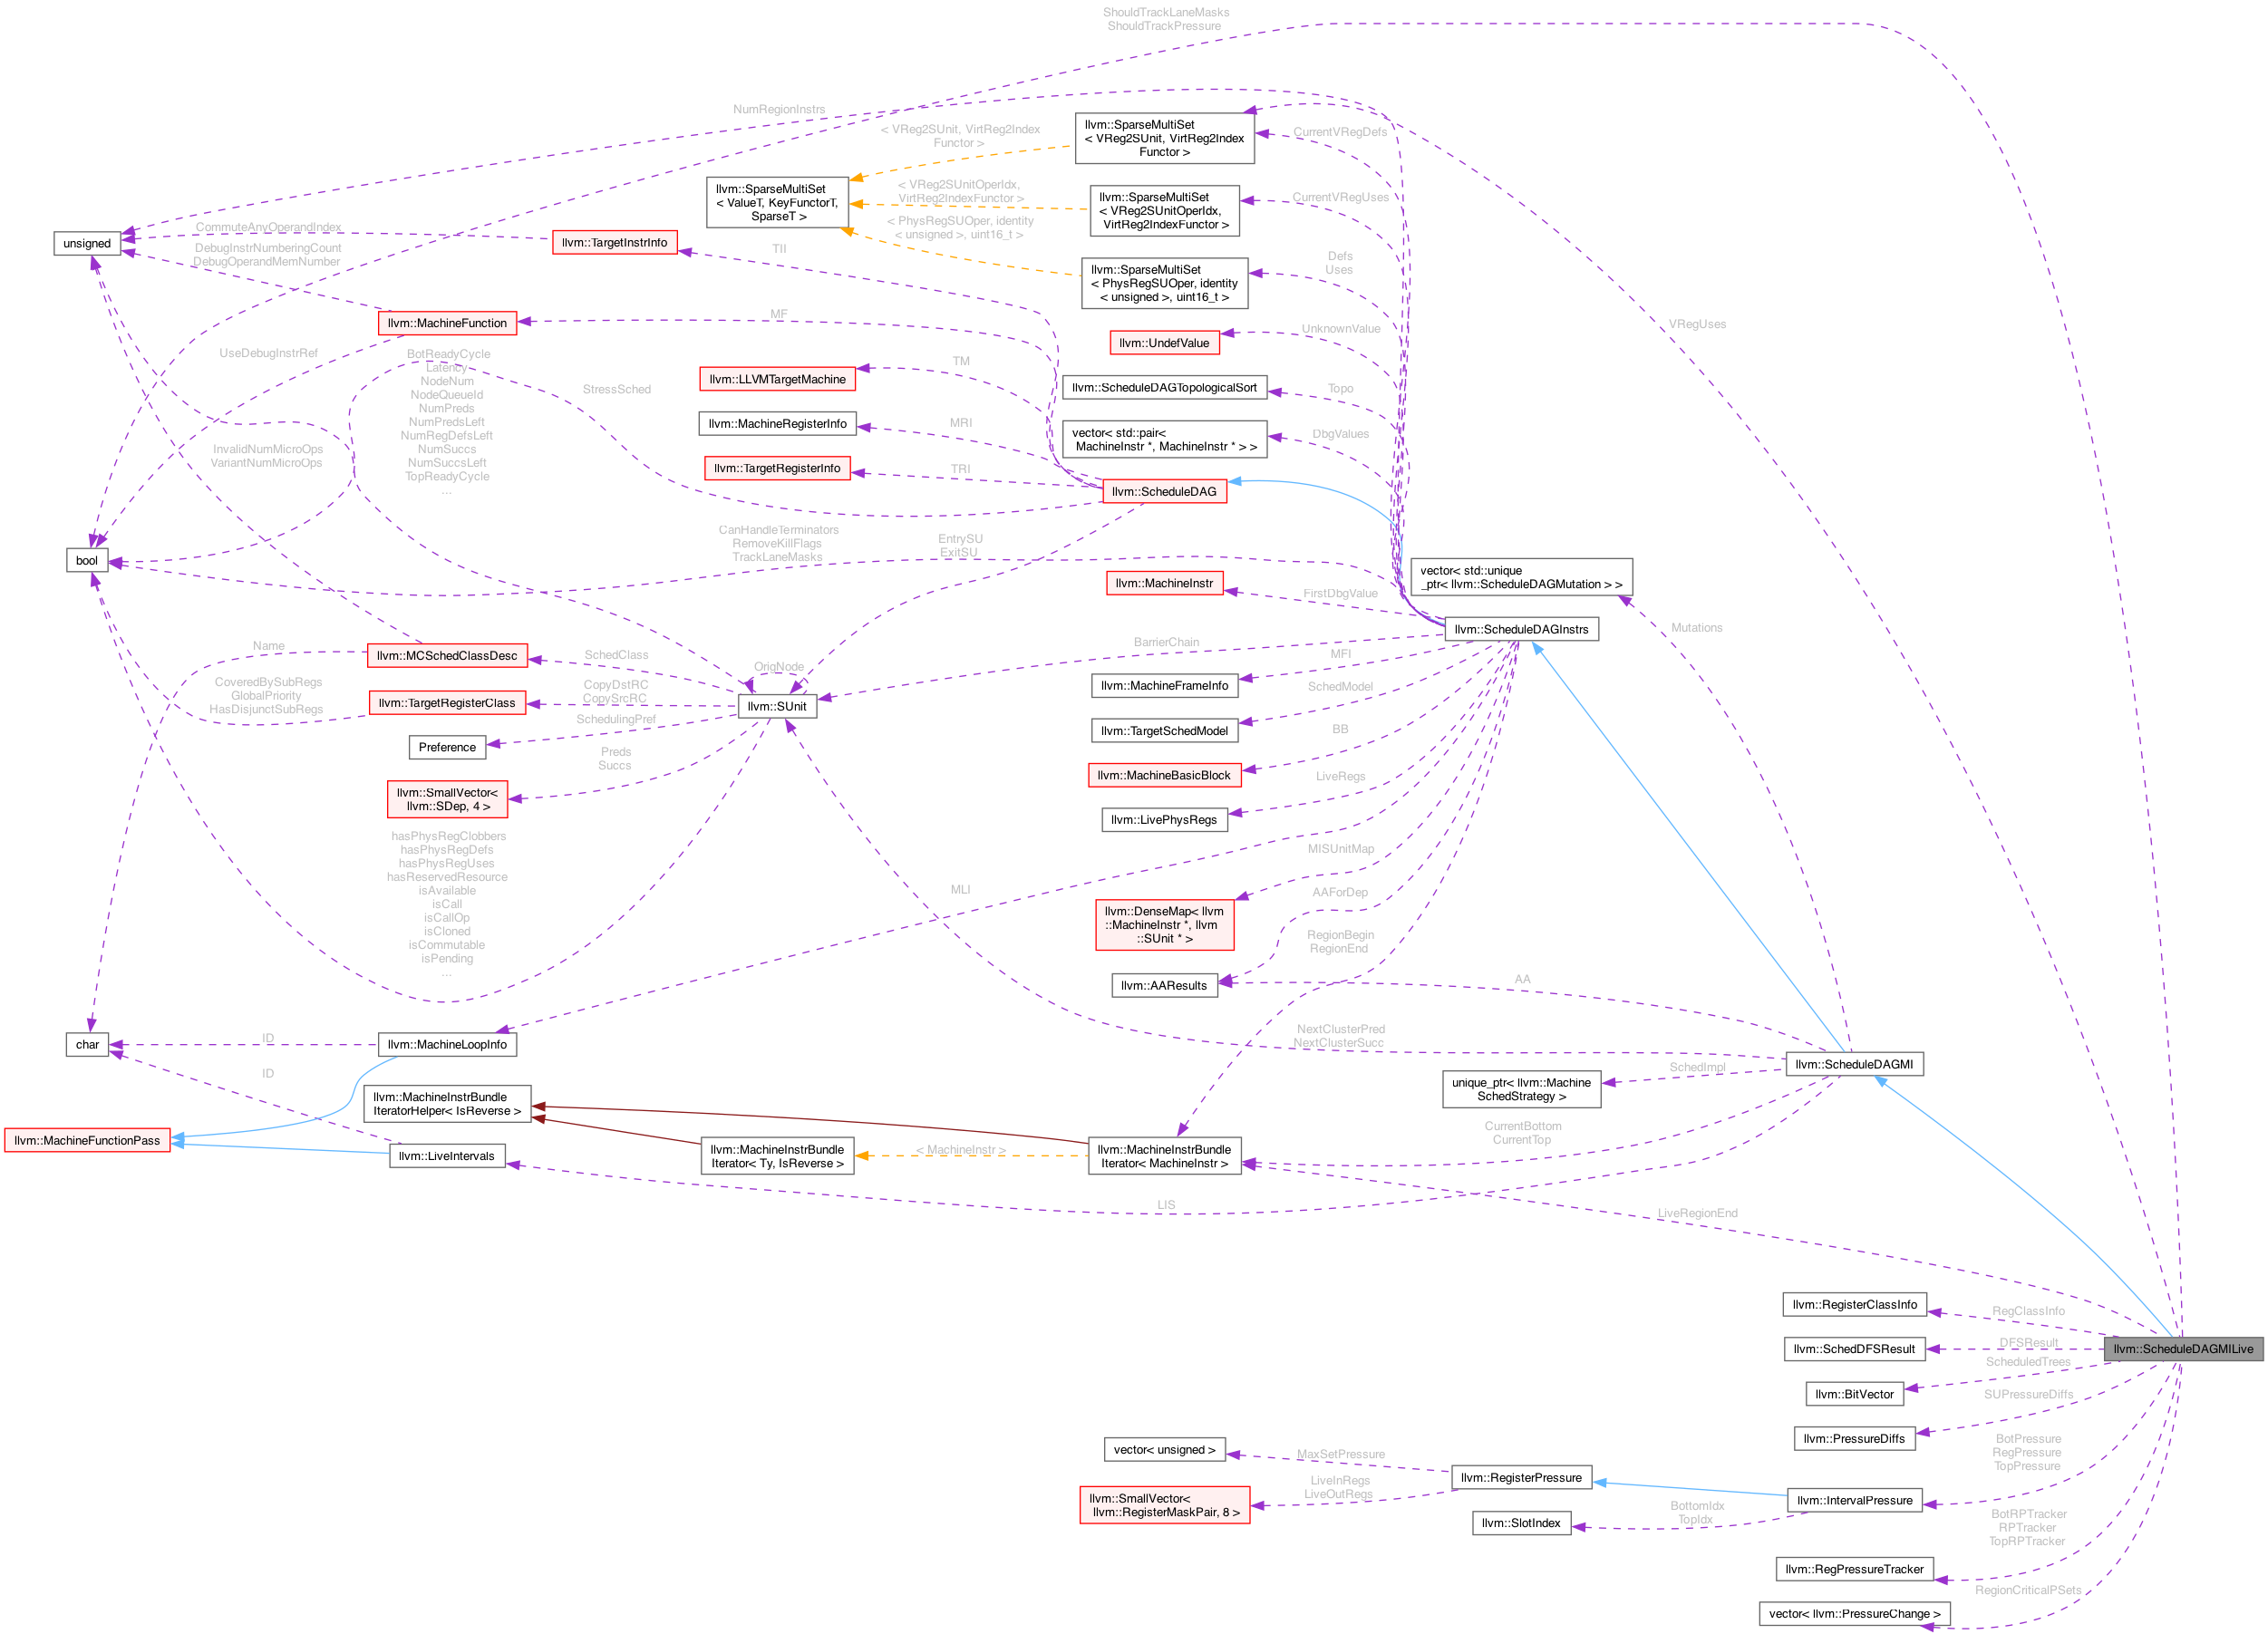 ShouldTrackLaneMasks
ShouldTrackPressure
NumRegionInstrs
llvm::SparseMultiSet
< VReg2SUnit, VirtReg2Index
Functor >
< VReg2SUnit, VirtReg2Index
Functor >
CurrentVRegDefs
llvm::SparseMultiSet
< ValueT, KeyFunctorT,
SparseT >
< VReg2SUnitOperIdx,
VirtReg2IndexFunctor >
llvm::SparseMultiSet
< VReg2SUnitOperIdx,
VirtReg2IndexFunctor >
CurrentVRegUses
< PhysRegSUOper, identity
< unsigned >, uint16_t >
unsigned
CommuteAnyOperandIndex
llvm::TargetInstrInfo
TII
DebugInstrNumberingCount
DebugOperandMemNumber
llvm::SparseMultiSet
< PhysRegSUOper, identity
< unsigned >, uint16_t >
Defs
Uses
llvm::MachineFunction
MF
llvm::UndefValue
UnknownValue
VRegUses
UseDebugInstrRef
BotReadyCycle
Latency
NodeNum
NodeQueueId
NumPreds
NumPredsLeft
NumRegDefsLeft
NumSuccs
NumSuccsLeft
TopReadyCycle
...
StressSched
llvm::LLVMTargetMachine
TM
llvm::ScheduleDAGTopologicalSort
Topo
llvm::MachineRegisterInfo
MRI
vector< std::pair<
MachineInstr *, MachineInstr * > >
DbgValues
InvalidNumMicroOps
VariantNumMicroOps
llvm::TargetRegisterInfo
TRI
llvm::ScheduleDAG
CanHandleTerminators
RemoveKillFlags
TrackLaneMasks
EntrySU
ExitSU
bool
llvm::MachineInstr
FirstDbgValue
vector< std::unique
_ptr< llvm::ScheduleDAGMutation > >
llvm::ScheduleDAGInstrs
Mutations
Name
llvm::MCSchedClassDesc
SchedClass
OrigNode
BarrierChain
MFI
CoveredBySubRegs
GlobalPriority
HasDisjunctSubRegs
llvm::TargetRegisterClass
CopyDstRC
CopySrcRC
llvm::SUnit
llvm::MachineFrameInfo
SchedModel
Preference
SchedulingPref
llvm::TargetSchedModel
BB
Preds
Succs
llvm::SmallVector<
llvm::SDep, 4 >
llvm::MachineBasicBlock
LiveRegs
llvm::LivePhysRegs
hasPhysRegClobbers
hasPhysRegDefs
hasPhysRegUses
hasReservedResource
isAvailable
isCall
isCallOp
isCloned
isCommutable
isPending
...
MLI
MISUnitMap
AAForDep
llvm::DenseMap< llvm
::MachineInstr *, llvm
::SUnit * >
RegionBegin
RegionEnd
llvm::AAResults
AA
char
ID
llvm::MachineLoopInfo
NextClusterPred
NextClusterSucc
llvm::ScheduleDAGMI
ID
unique_ptr< llvm::Machine
SchedStrategy >
SchedImpl
llvm::MachineInstrBundle
IteratorHelper< IsReverse >
llvm::MachineFunctionPass
llvm::LiveIntervals
llvm::MachineInstrBundle
Iterator< Ty, IsReverse >
< MachineInstr >
llvm::MachineInstrBundle
Iterator< MachineInstr >
CurrentBottom
CurrentTop
LIS
LiveRegionEnd
llvm::RegisterClassInfo
RegClassInfo
llvm::SchedDFSResult
DFSResult
llvm::ScheduleDAGMILive
ScheduledTrees
llvm::BitVector
SUPressureDiffs
llvm::PressureDiffs
BotPressure
RegPressure
TopPressure
vector< unsigned >
MaxSetPressure
llvm::RegisterPressure
LiveInRegs
LiveOutRegs
llvm::SmallVector<
llvm::RegisterMaskPair, 8 >
llvm::IntervalPressure
BottomIdx
TopIdx
llvm::SlotIndex
BotRPTracker
RPTracker
TopRPTracker
llvm::RegPressureTracker
RegionCriticalPSets
vector< llvm::PressureChange >